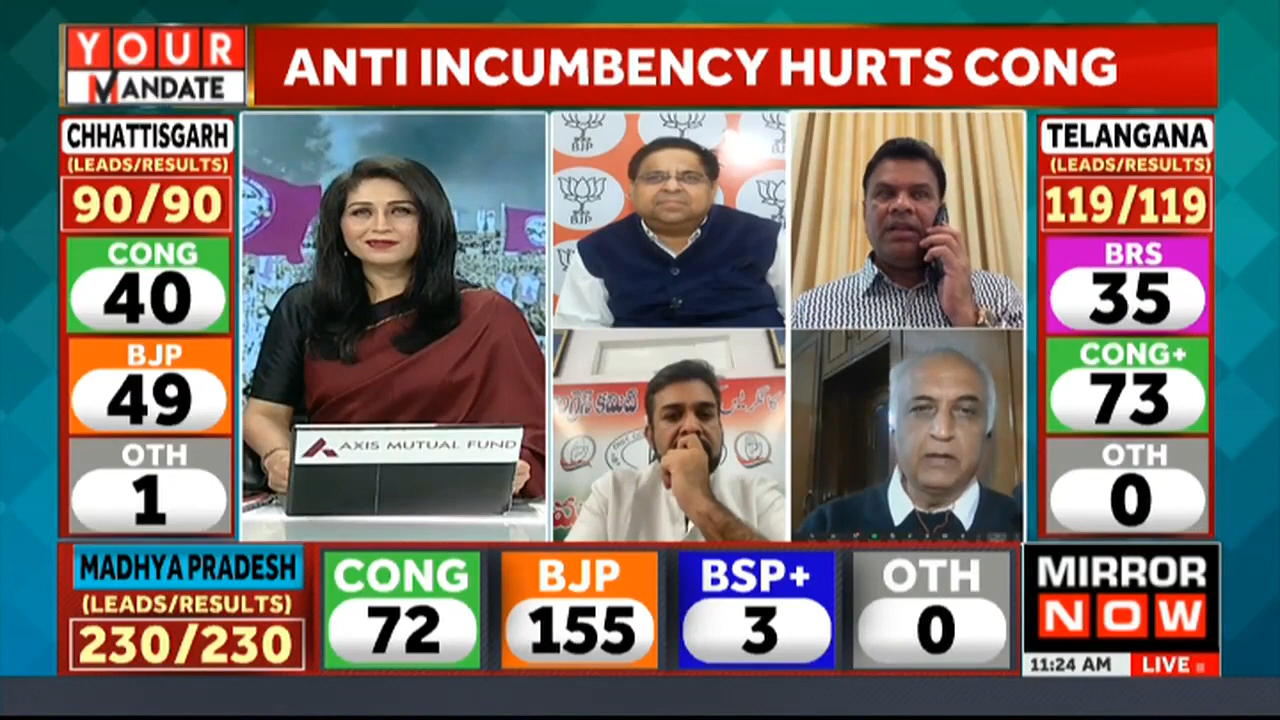 YOUR
MANDATE
ANTI INCUMBENCY HURTS CONG
CHHATTISGARH
(LEADS/RESULTS)
90/90
CONG
40
BJP
49
OTH
1
BJP
BJP
AXIS MUTUAL FUND
TELANGANA
(LEADS/RESULTS)
119/119
BRS
35
CONG+
73
OTH
0
MADHYA PRADESH
(LEADS/RESULTS)
230/230
CONG
72
BJP
155
BSP+
3
OTH
0
MIRROR
NOW
11:24 AM
LIVE